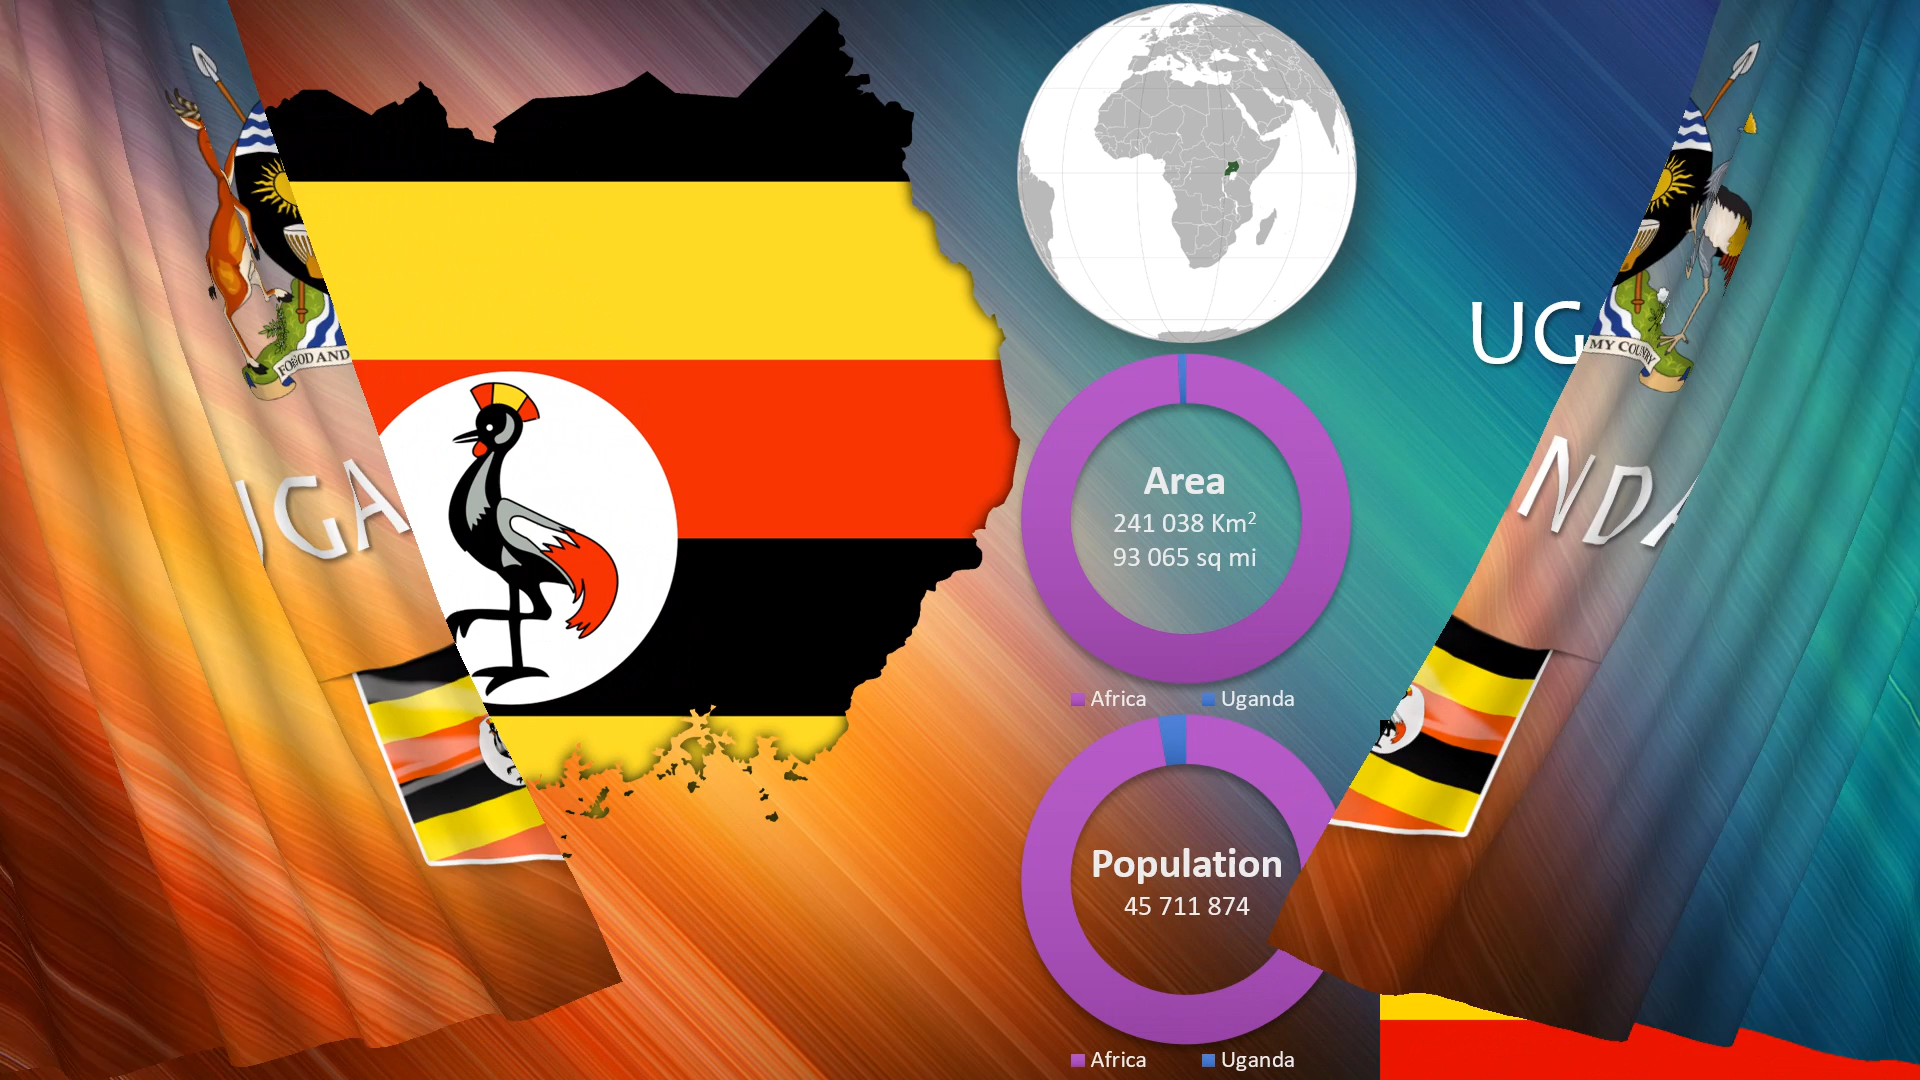 FOR GOD AND
MY COUNTRY
UG
UGA
NDA
Area
241 038 Km²
93 065 sq mi
Africa
Uganda
Population
45 711 874
Africa
Uganda